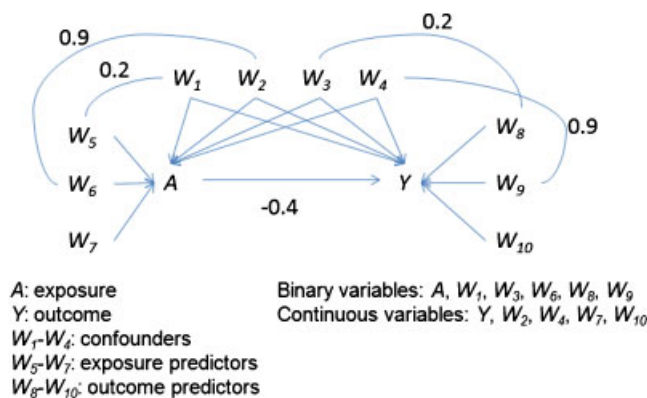 0.9
0.2
0.2
W1 W2 W3 W4
W5
W8
0.9
W6 A Y W9
-0.4
W7
W10
A: exposure
Y: outcome
W1-W4: confounders
W5-W7: exposure predictors
W8-W10: outcome predictors
Binary variables: A, W1, W3, W6, W8, W9
Continuous variables: Y, W2, W4, W7, W10